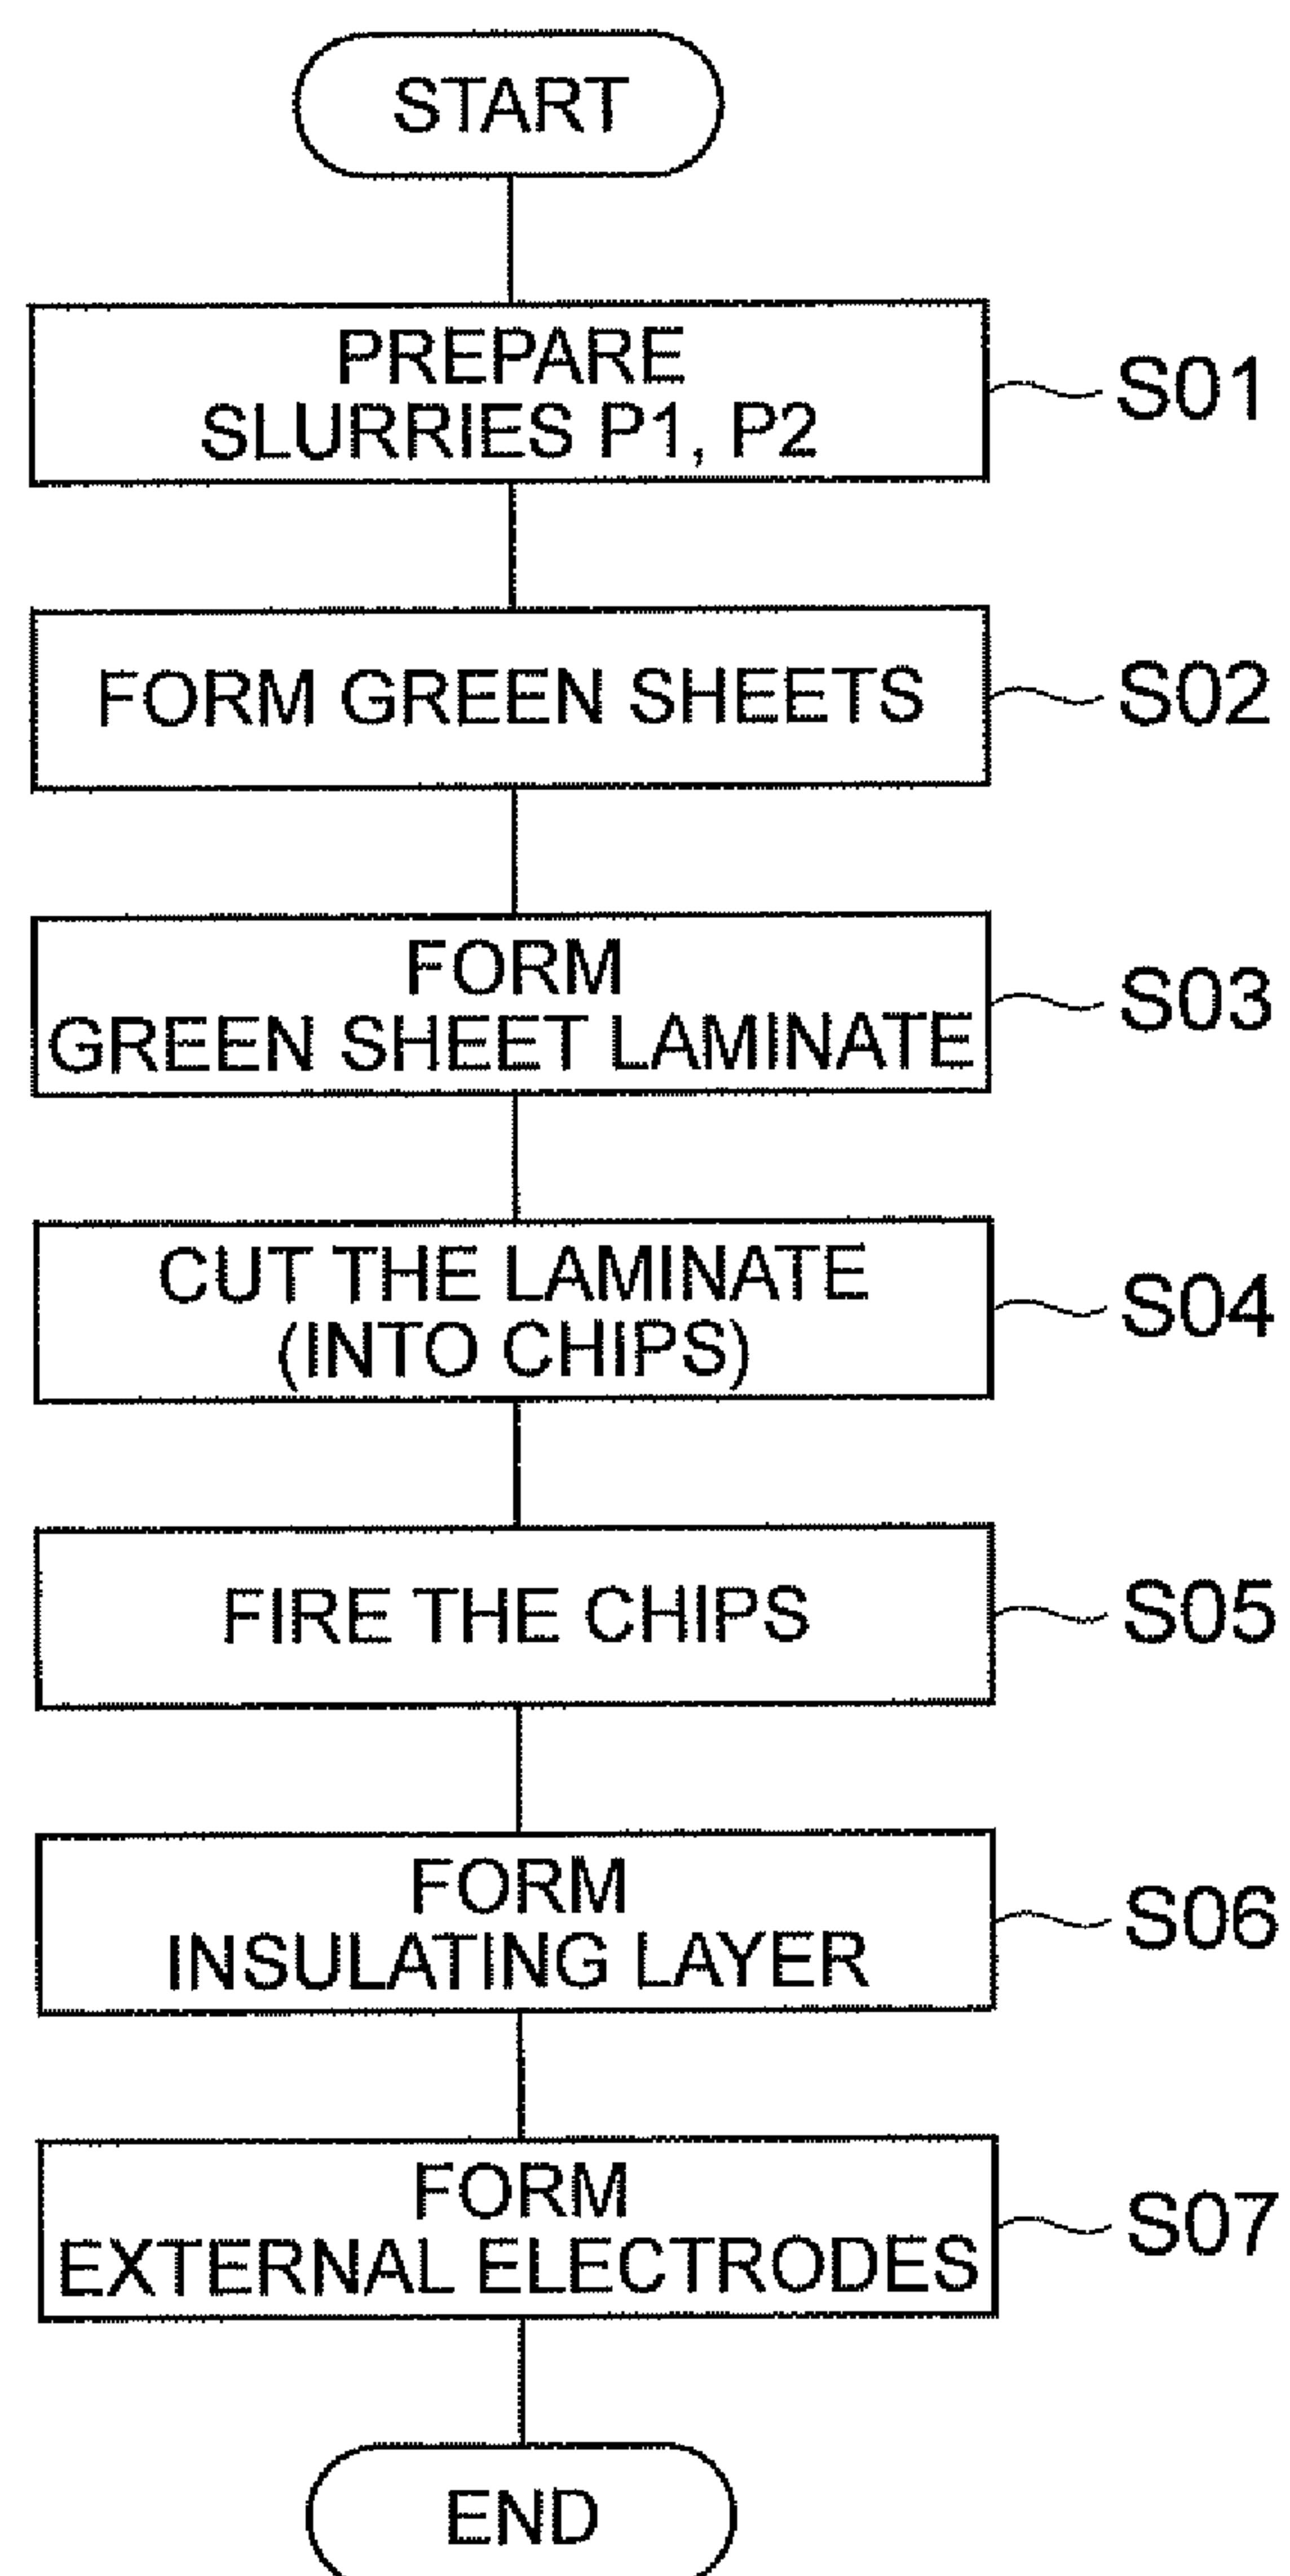 START
PREPARE
SLURRIES P1, P2
S01
FORM GREEN SHEETS
S02
FORM
GREEN SHEET LAMINATE
S03
CUT THE LAMINATE
(INTO CHIPS)
S04
FIRE THE CHIPS
S05
FORM
INSULATING LAYER
S06
FORM
EXTERNAL ELECTRODES
S07
END